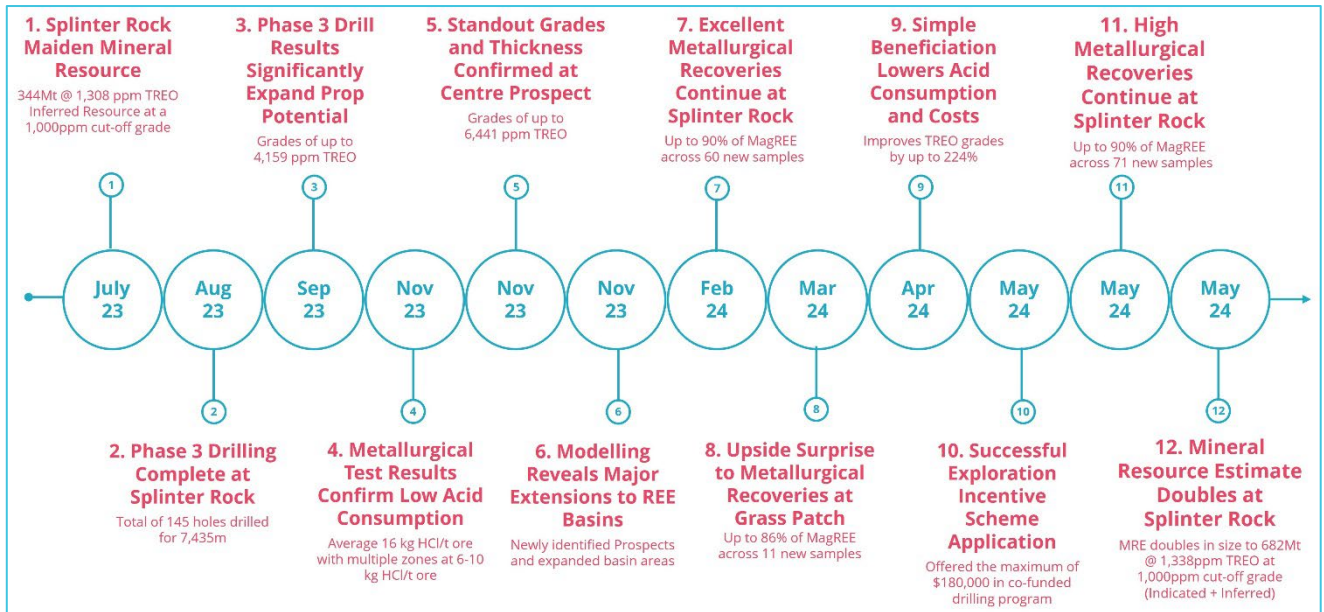 1. Splinter Rock
Maiden Mineral
Resource
344Mt @ 1,308 ppm TREO
Inferred Resource at a
1,000ppm cut-off grade
3. Phase 3 Drill
Results
Significantly
Expand Prop
Potential
Grades of up to
4,159 ppm TREO
5. Standout Grades
and Thickness
Confirmed at
Centre Prospect
Grades of up to
6,441 ppm TREO
7. Excellent
Metallurgical
Recoveries
Continue at
Splinter Rock
Up to 90% of MagREE
across 60 new samples
9. Simple
Beneficiation
Lowers Acid
Consumption
and Costs
Improves TREO grades
by up to 224%
11. High
Metallurgical
Recoveries
Continue at
Splinter Rock
Up to 90% of MagREE
across 71 new samples
1
3
5
7
9
11
July
23
Aug
23
Sep
23
Nov
23
Nov
23
Nov
23
Feb
24
Mar
24
Apr
24
May
24
May
24
May
24
2
4
6
8
10
12
2. Phase 3 Drilling
Complete at
Splinter Rock
Total of 145 holes drilled
for 7,435m
4. Metallurgical
Test Results
Confirm Low Acid
Consumption
Average 16 kg HCl/t ore
with multiple zones at 6-10
kg HCl/t ore
6. Modelling
Reveals Major
Extensions to REE
Basins
Newly identified Prospects
and expanded basin areas
8. Upside Surprise
to Metallurgical
Recoveries at
Grass Patch
Up to 86% of MagREE
across 11 new samples
10. Successful
Exploration
Incentive
Scheme
Application
Offered the maximum of
$180,000 in co-funded
drilling program
12. Mineral
Resource Estimate
Doubles at
Splinter Rock
MRE doubles in size to 682Mt
@ 1,338ppm TREO at
1,000ppm cut-off grade
(Indicated + Inferred)